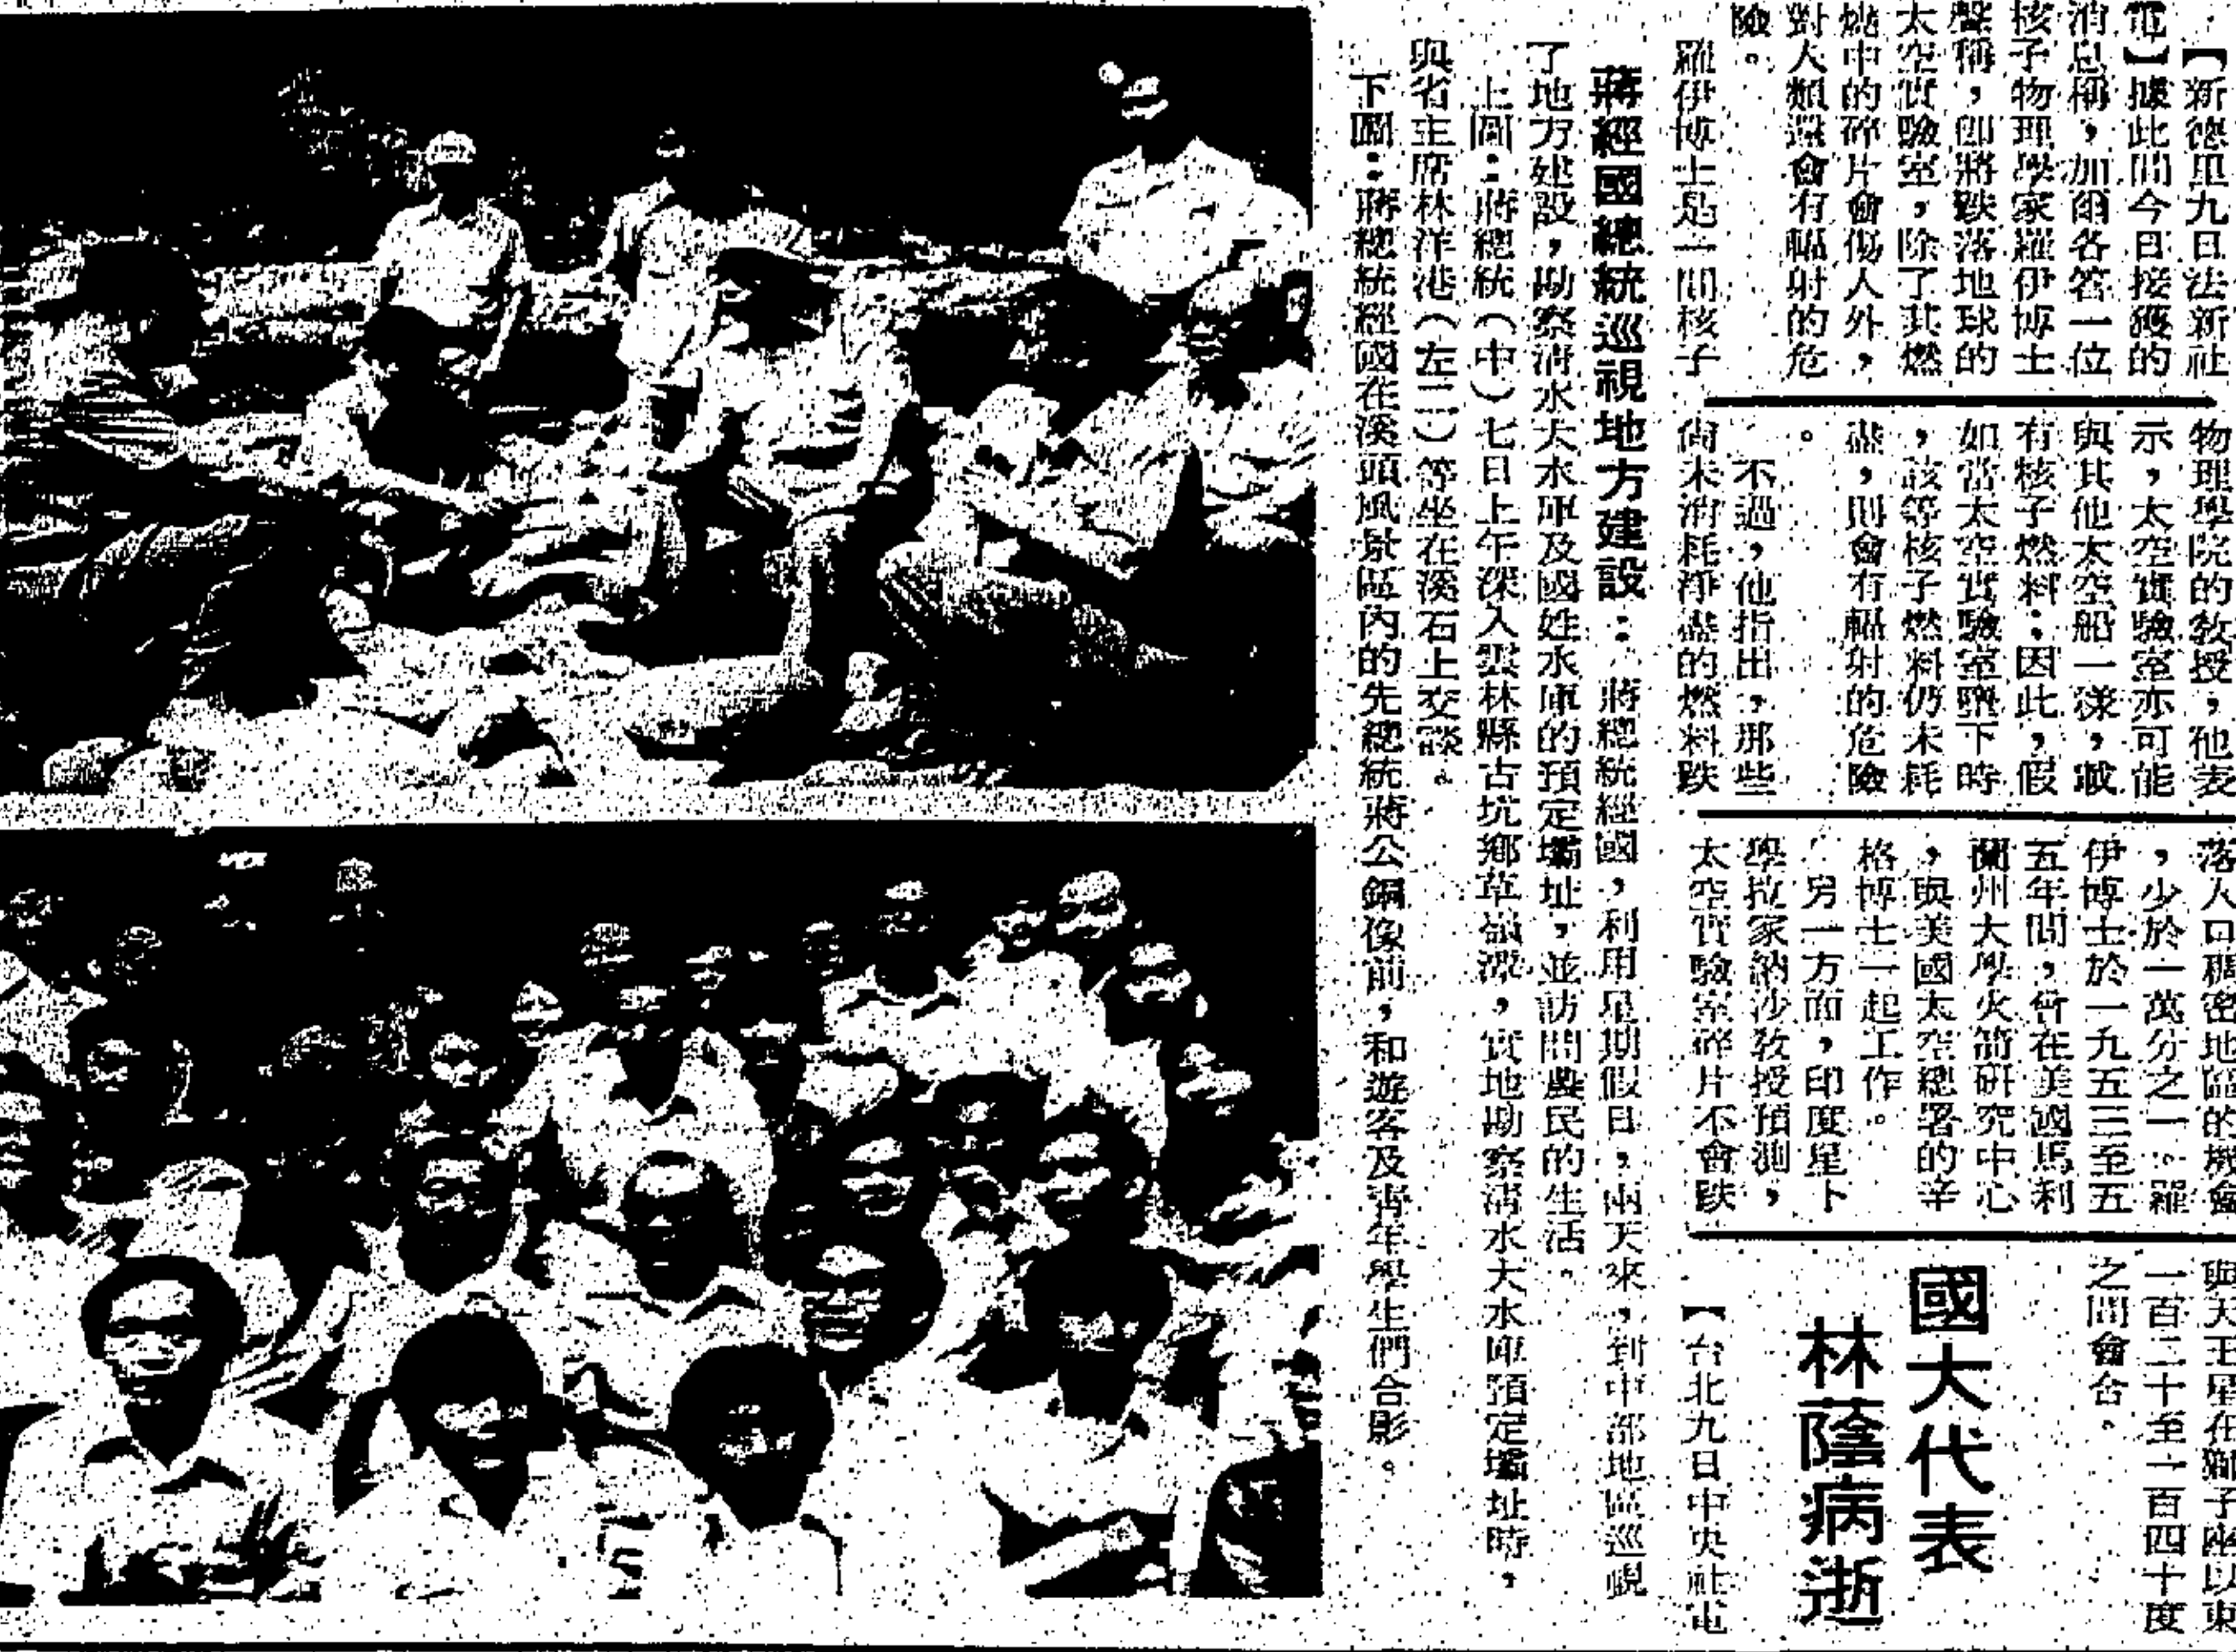 【新德里九日法新社
電】據此間今日接獲的
消息稱，加爾各答一位
核子物理學家羅伊博士
聲稱，即將跌落地球的
太空實驗室，除了其燃
燒中的碎片會傷人外，
對人類還會有輻射的危
險。
羅伊博士是一間核子
物理學院的教授，他表
示，太空實驗室亦可能
與其他太空船一樣，載
有核子燃料：因此，假
如當太空實驗室墮下時
，該等核子燃料仍未耗
盡，則會有輻射的危險
。
不過，他指出，那些
尚未消耗淨盡的燃料跌
落人口稠密地區的機會
，少於一萬分之一。羅
伊博士於一九五三至五
五年間，曾在美國馬利
蘭州大學火箭研究中心
，與美國太空總署的辛
格博士一起工作。
另一方面，印度星卜
學拉家納沙教授預測，
太空實驗室碎片不會跌
與天王星在獅子座以東
一百二十至一百四十度
之間會合。
國大代表
林蔭病逝
【台北九日中央社電
蔣經國總統巡視地方建設：蔣總統經國，利用星期假日，兩天來，到中部地區巡視
了地方建設，勘察清水大水庫及國姓水庫的預定壩址，並訪問農民的生活。
上圖：蔣總統（中）七日上午深入雲林縣古坑鄉草嶺潭，實地勘察清水大水庫預定壩址時，
與省主席林洋港（左二）等坐在溪石上交談。
下圖：蔣總統經國在溪頭風景區內的先總統蔣公銅像前，和遊客及青年學生們合影。